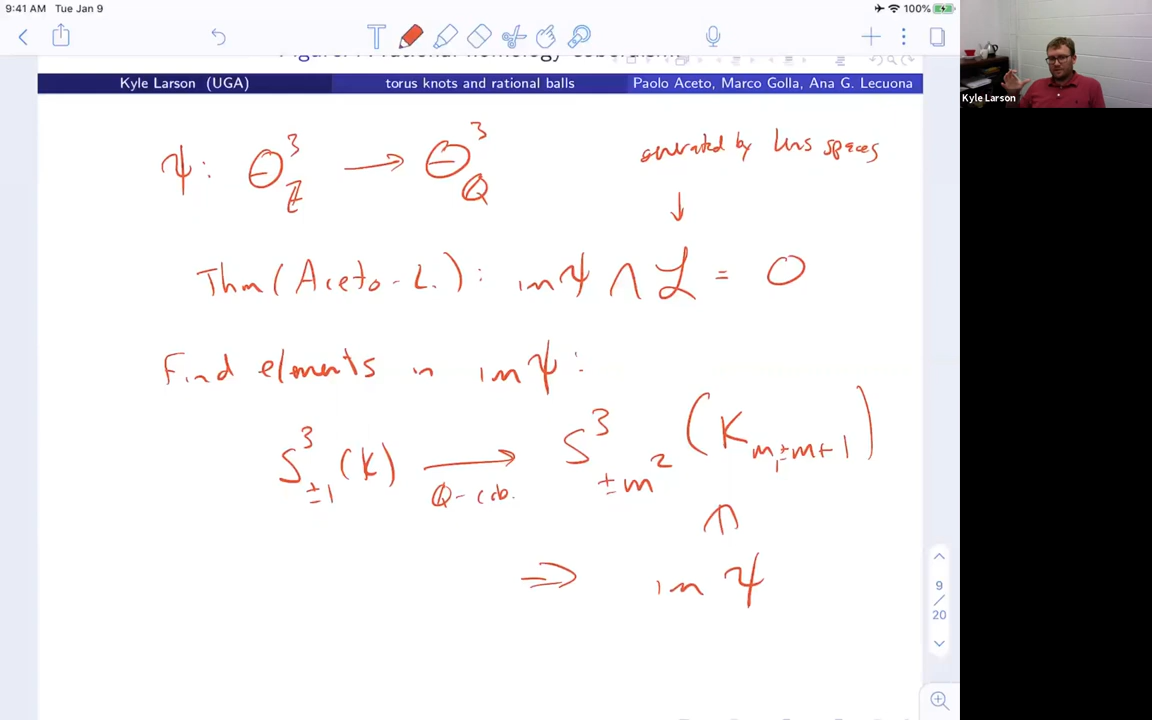 9:41 AM Tue Jan 9
100%
Kyle Larson (UGA) torus knots and rational balls Paolo Aceto, Marco Golla, Ana G. Lecuona
Kyle Larson
generated by lens spaces
ψ: Θ³_Z → Θ³_Q
↓
Thm (Aceto-L.): im ψ ∩ ℒ = 0
Find elements in im ψ:
S³_{±1}(K) → S³_{±m²}(K_{m,±m+1})
Q-cob.
↑
⇒ im ψ
9
/
20